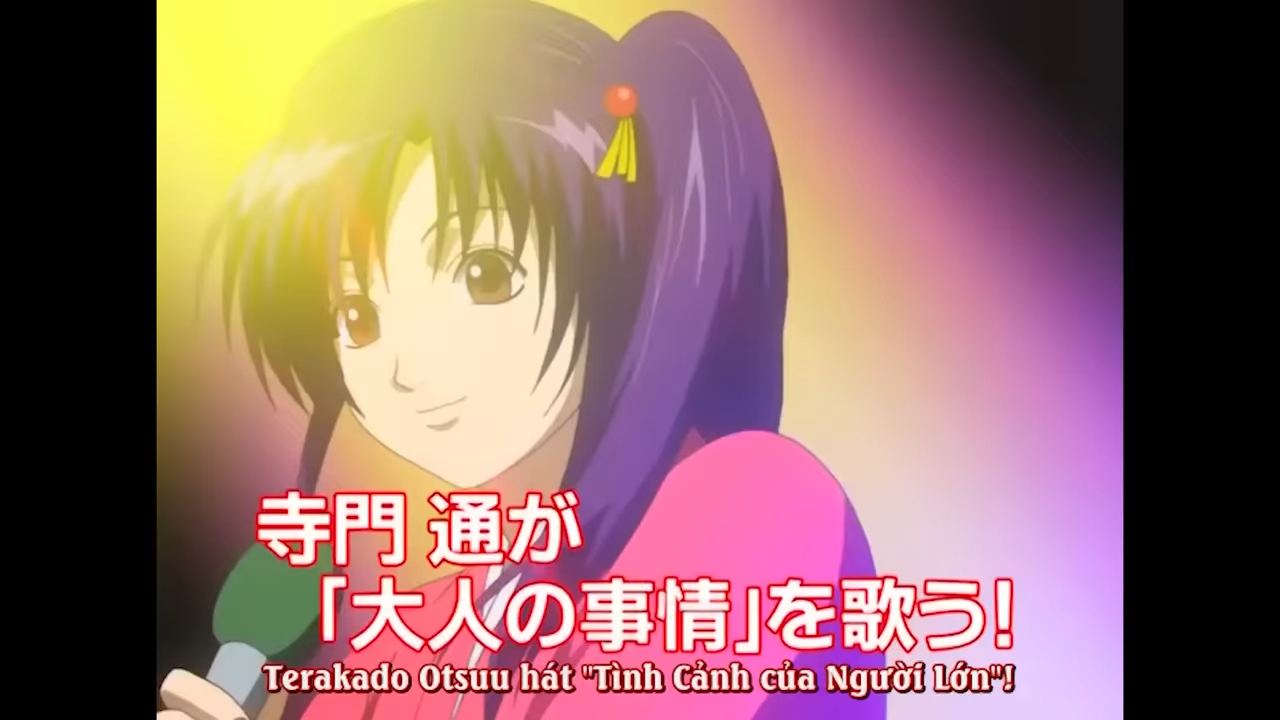 寺門 通が
「大人の事情」を歌う!
Terakado Otsuu hát "Tình Cảnh của Người Lớn"!